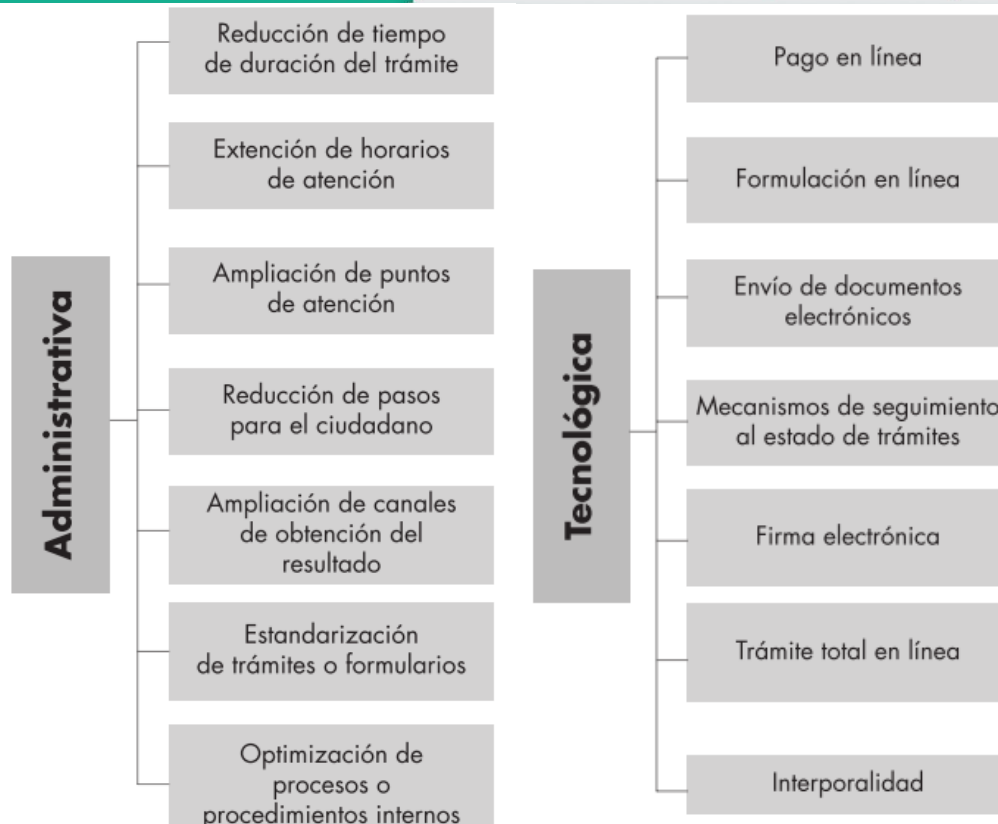 Administrativa
Reducción de tiempo
de duración del trámite
Extención de horarios
de atención
Ampliación de puntos
de atención
Reducción de pasos
para el ciudadano
Ampliación de canales
de obtención del
resultado
Estandarización
de trámites o formularios
Optimización de
procesos o
procedimientos internos
Tecnológica
Pago en línea
Formulación en línea
Envío de documentos
electrónicos
Mecanismos de seguimiento
al estado de trámites
Firma electrónica
Trámite total en línea
Interporalidad